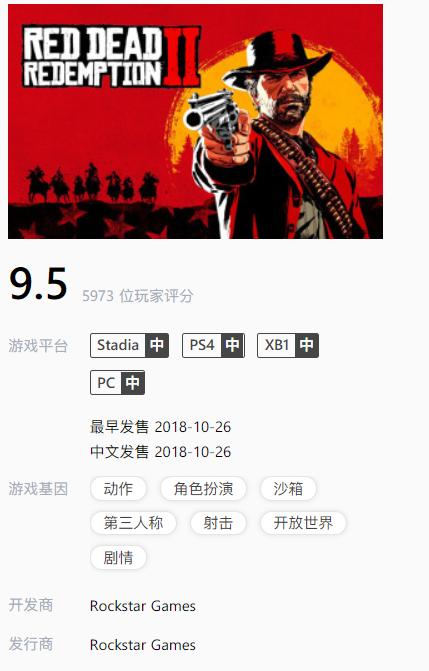 RED DEAD
REDEMPTION II
9.5 5973 位玩家评分
游戏平台 Stadia 中 PS4 中 XB1 中
PC 中
最早发售 2018-10-26
中文发售 2018-10-26
游戏基因 动作 角色扮演 沙箱
第三人称 射击 开放世界
剧情
开发商 Rockstar Games
发行商 Rockstar Games